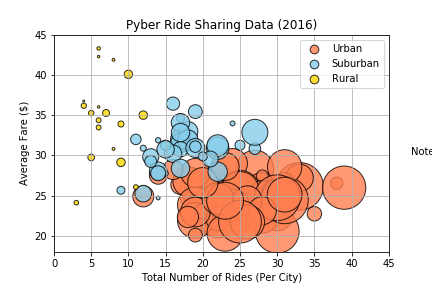 Pyber Ride Sharing Data (2016)
Urban
Suburban
Rural
45
40
35
30
25
20
Average Fare ($)
Note
0 5 10 15 20 25 30 35 40 45
Total Number of Rides (Per City)